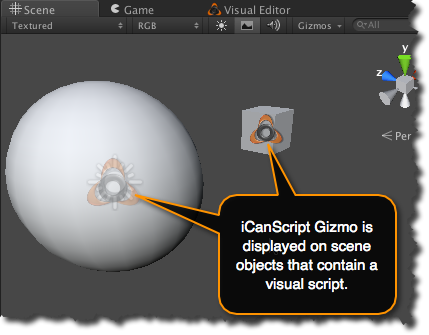 Scene Game Visual Editor
Textured RGB Gizmos All
y
z
Per
iCanScript Gizmo is
displayed on scene
objects that contain a
visual script.